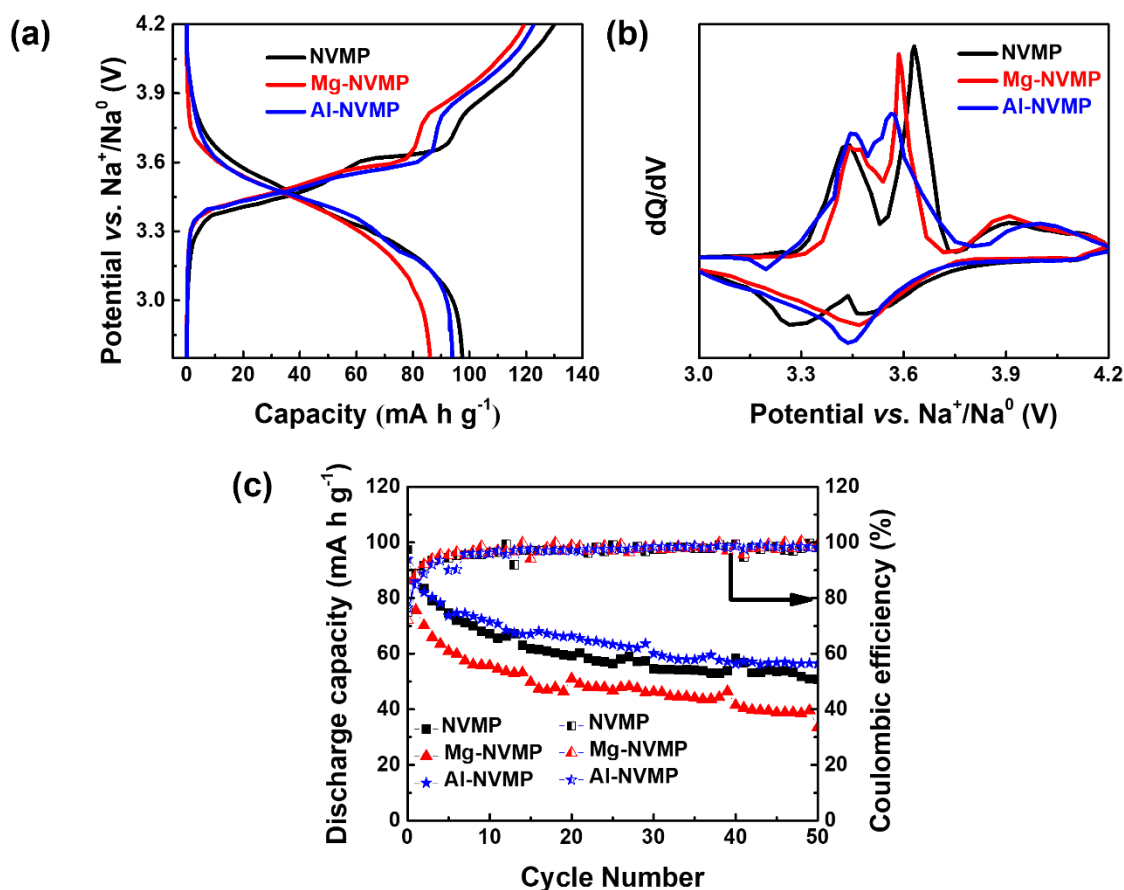 (a)
4.2
3.9
3.6
3.3
3.0
Potential vs. Na⁺/Na⁰ (V)
NVMP
Mg-NVMP
Al-NVMP
0 20 40 60 80 100 120 140
Capacity (mA h g⁻¹)
(b)
dQ/dV
NVMP
Mg-NVMP
Al-NVMP
3.0 3.3 3.6 3.9 4.2
Potential vs. Na⁺/Na⁰ (V)
(c)
Discharge capacity (mA h g⁻¹)
120
100
80
60
40
20
0
NVMP
Mg-NVMP
Al-NVMP
NVMP
Mg-NVMP
Al-NVMP
120
100
80
60
40
20
0
Coulombic efficiency (%)
0 10 20 30 40 50
Cycle Number